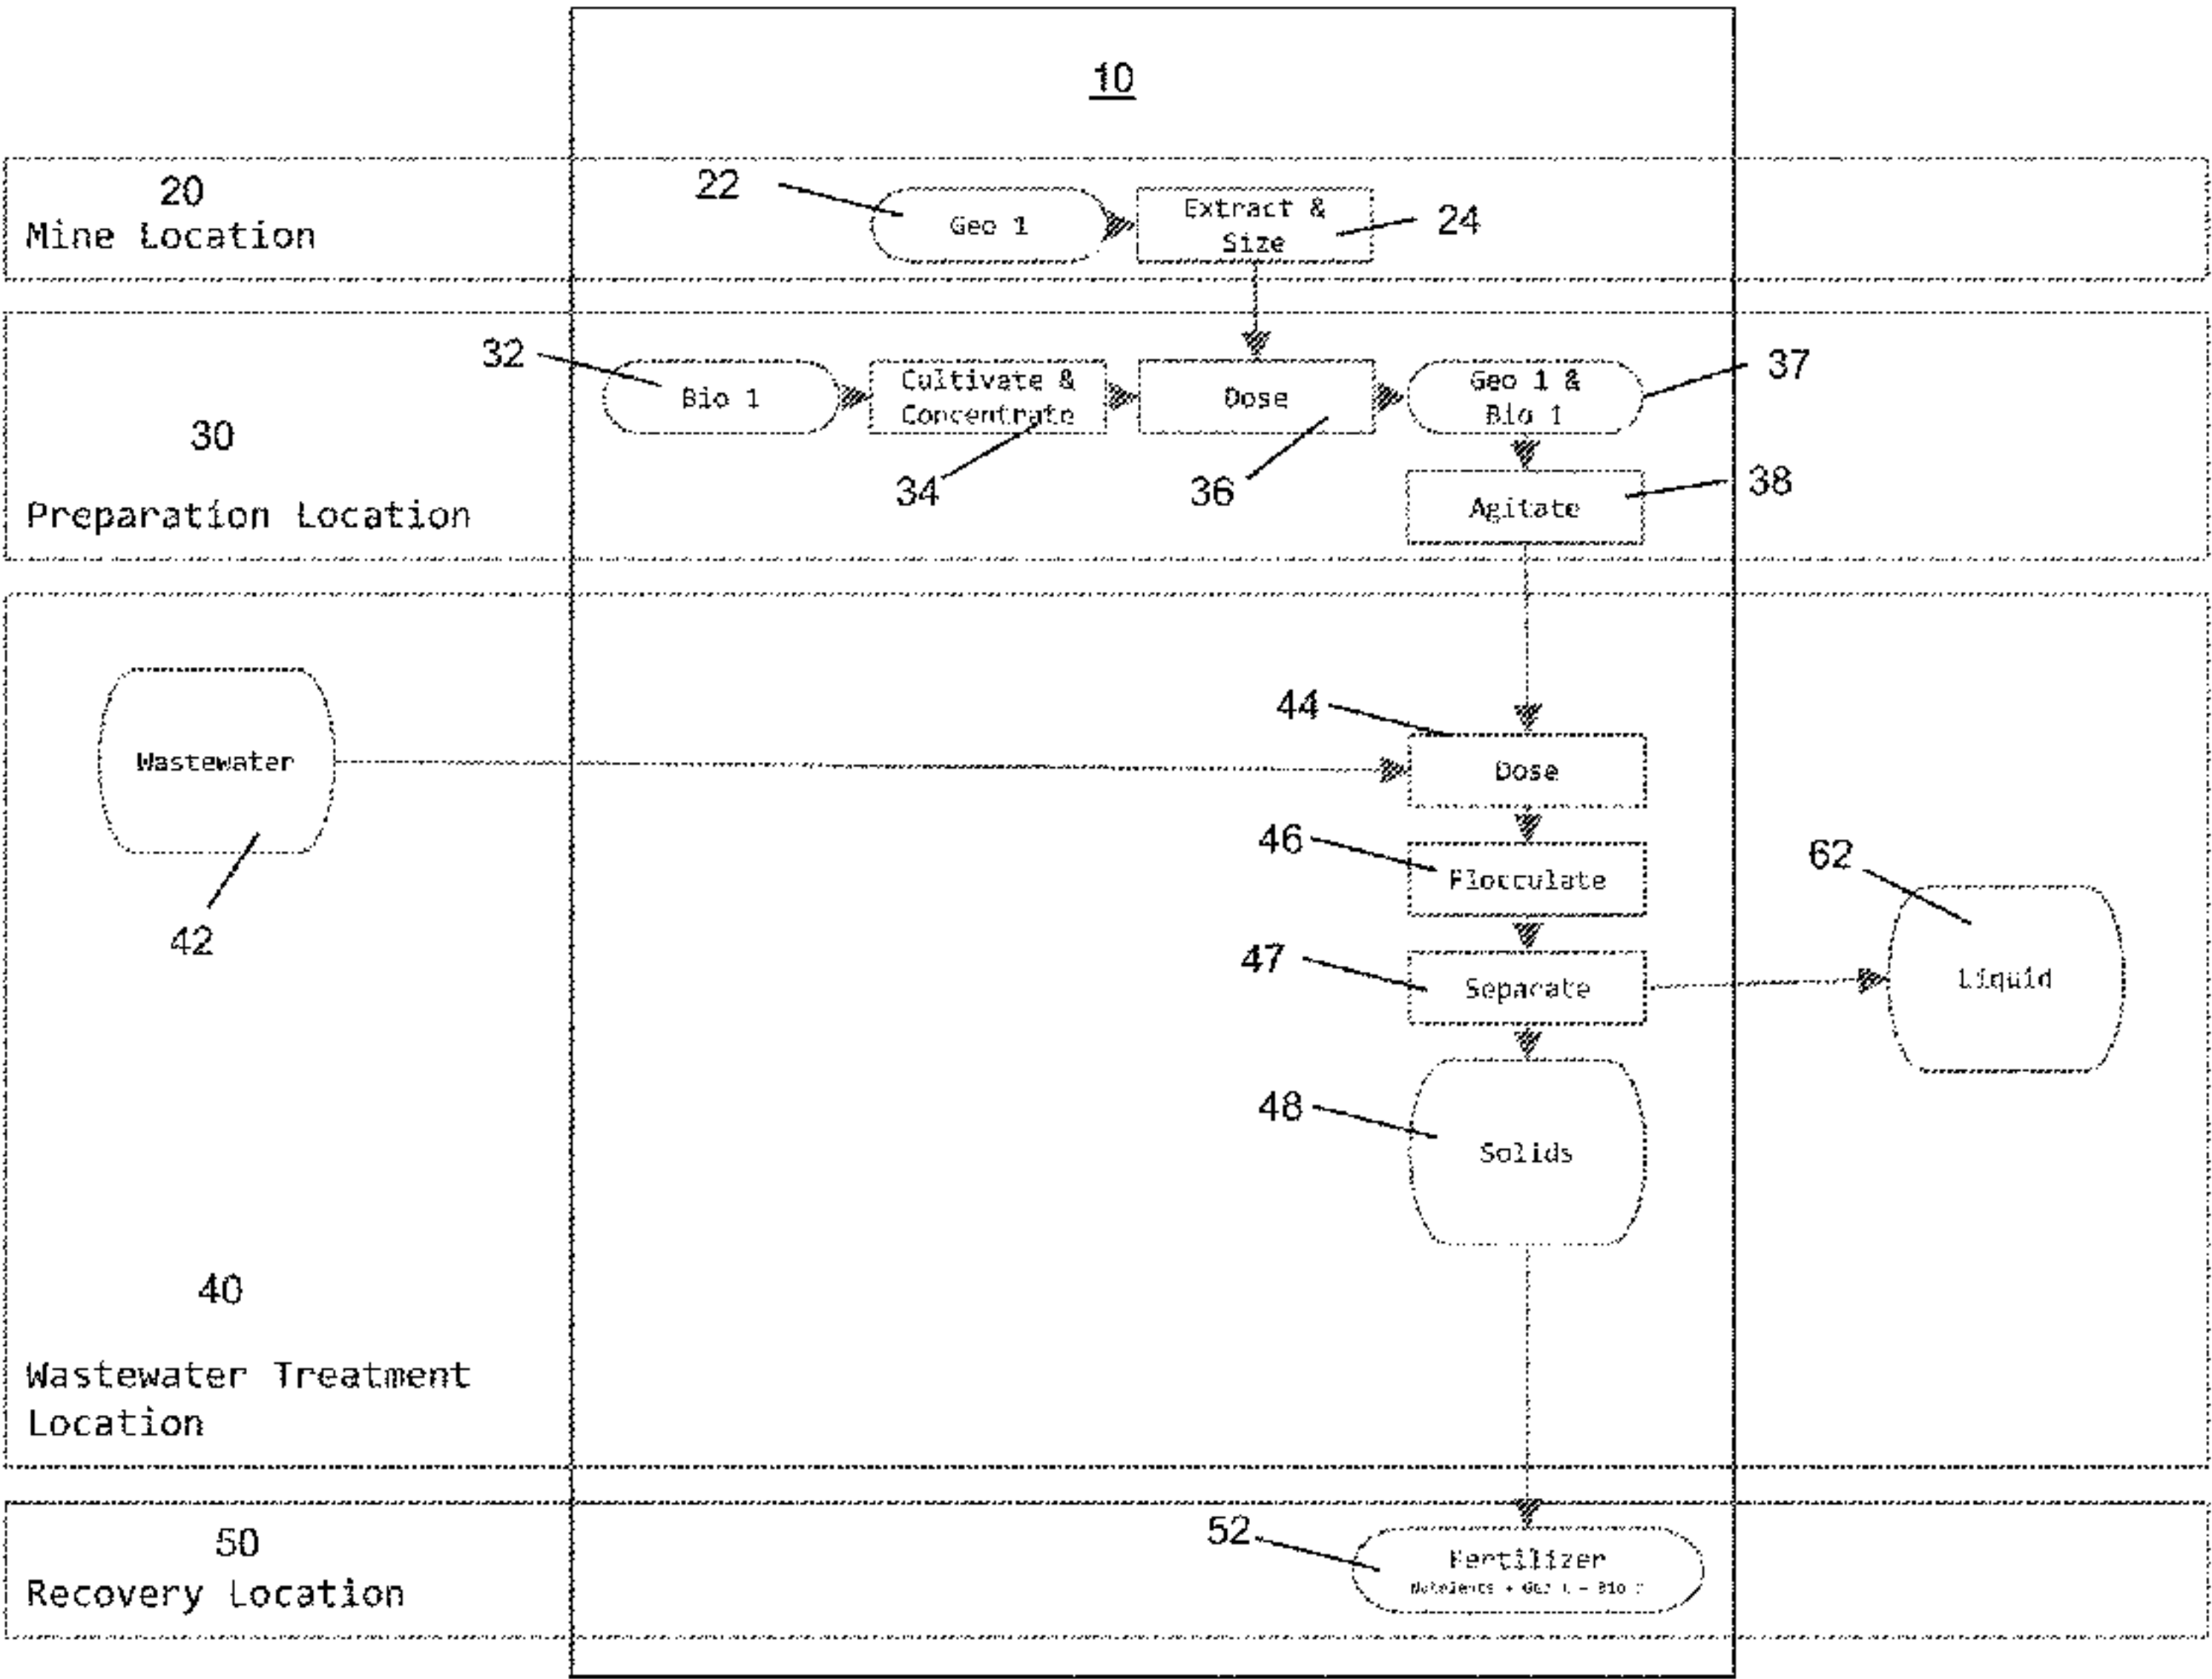 10
20
Mine Location
22
Geo 1
Extract &
Size
24
32
Bio 1
Cultivate &
Concentrate
Dose
Geo 1 &
Bio 1
37
30
Preparation Location
34
36
Agitate
38
Wastewater
42
44
Dose
46
Flocculate
47
Separate
62
Liquid
48
Solids
40
Wastewater Treatment
Location
50
Recovery Location
52
Fertilizer
Nutrients + Geo